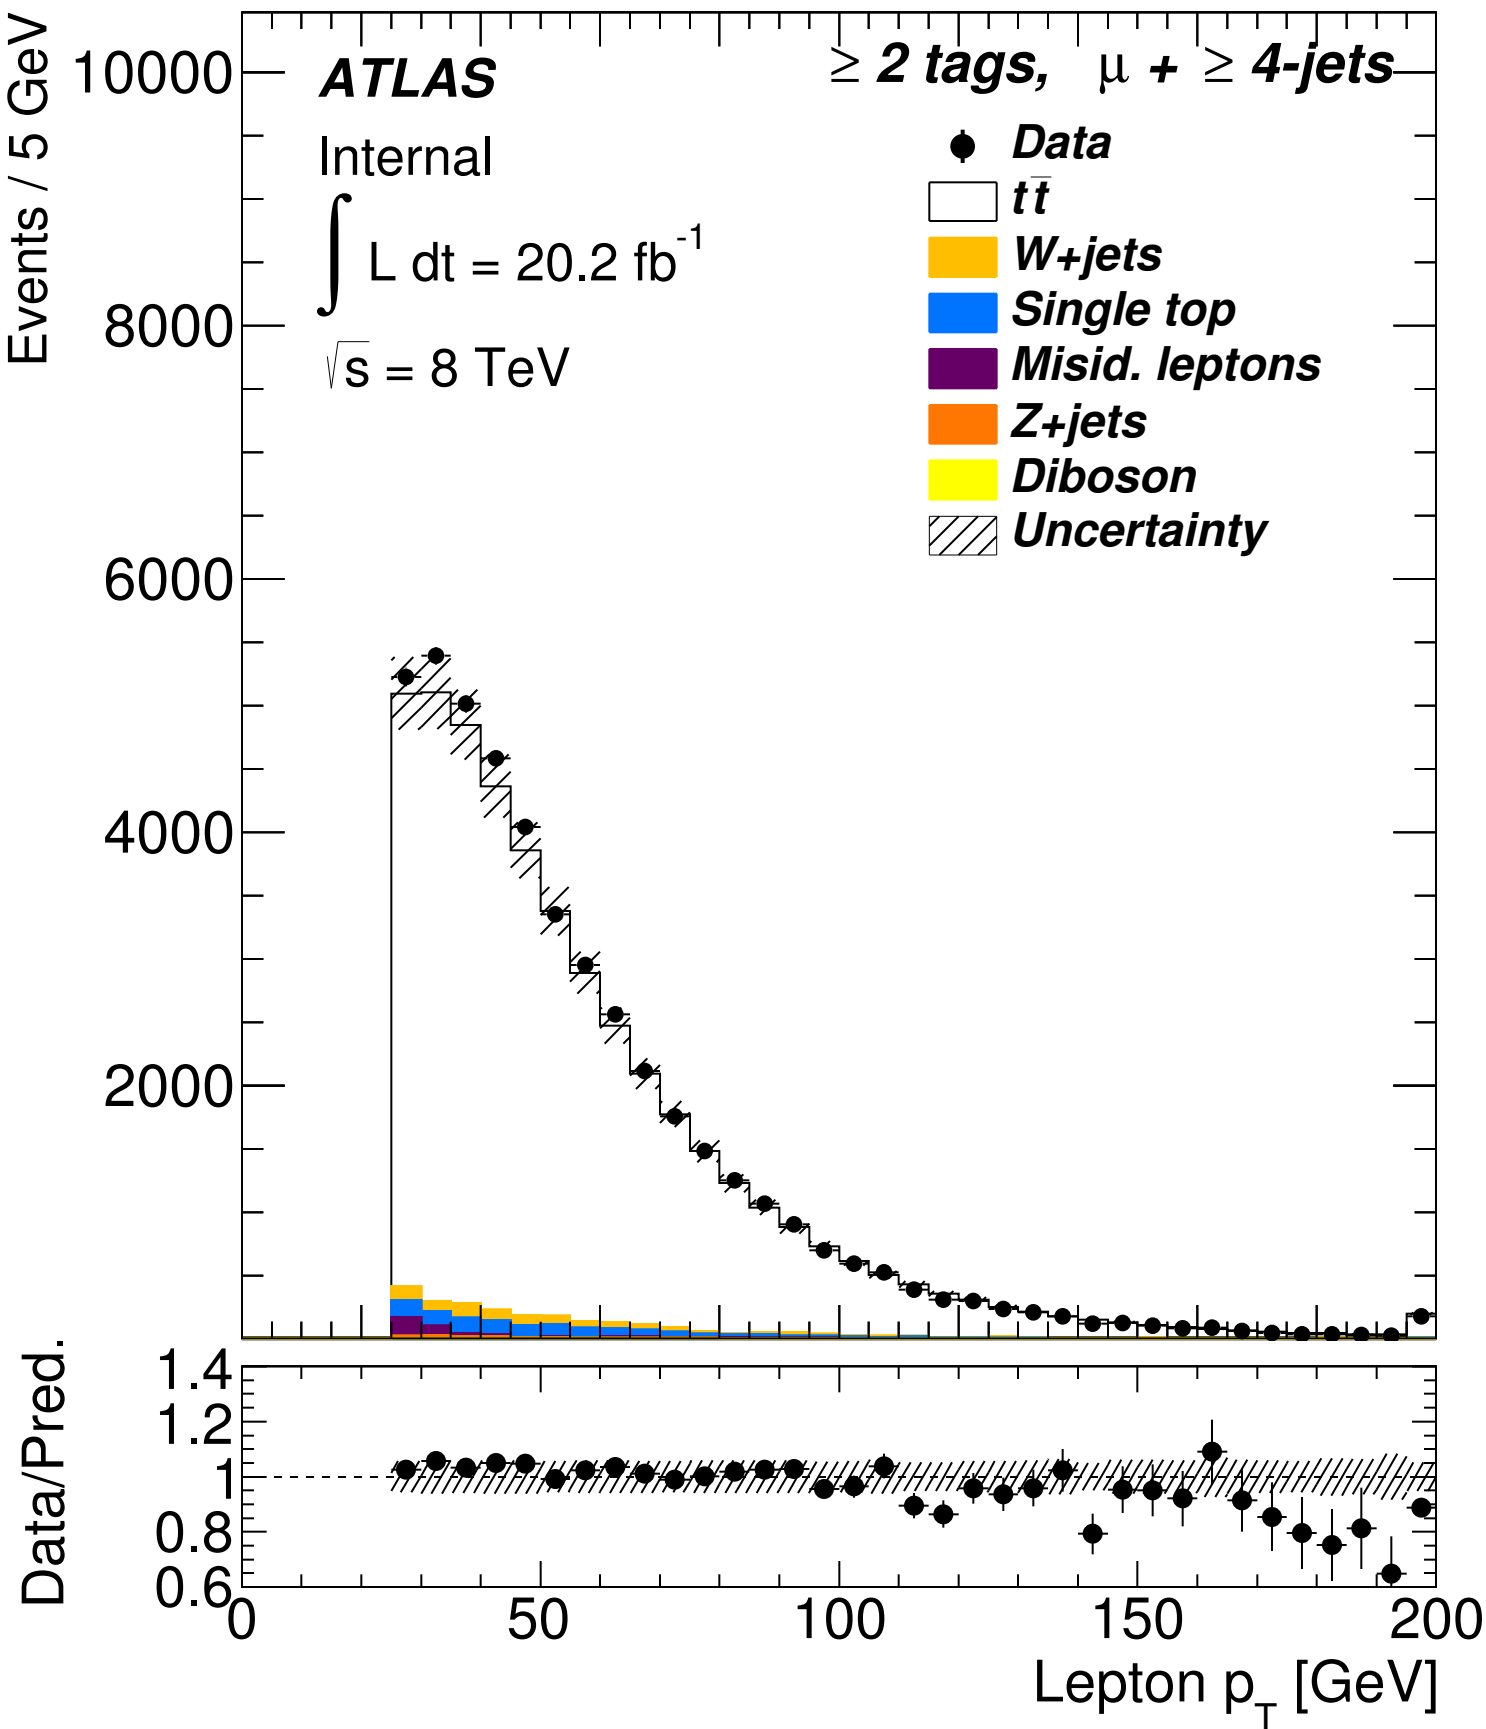 Events / 5 GeV
10000
8000
6000
4000
2000
ATLAS
Internal
∫ L dt = 20.2 fb⁻¹
√s = 8 TeV
≥ 2 tags, μ + ≥ 4-jets
Data
tt̅
W+jets
Single top
Misid. leptons
Z+jets
Diboson
Uncertainty
Data/Pred.
1.4
1.2
1
0.8
0.6
0 50 100 150 200
Lepton p_T [GeV]